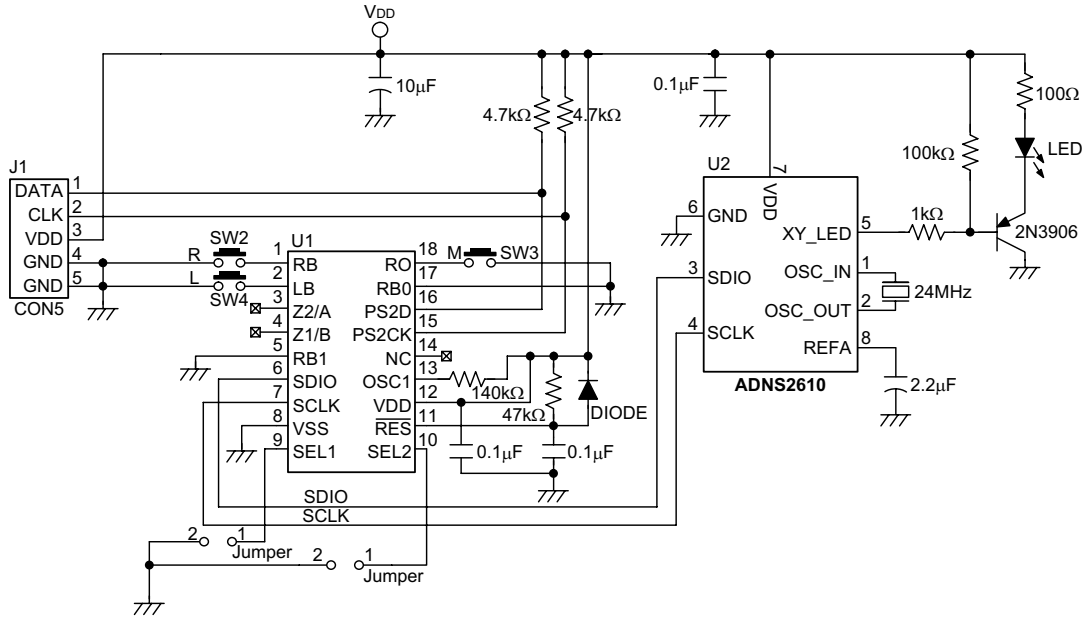 VDD
10μF
4.7kΩ
4.7kΩ
0.1μF
100Ω
LED
100kΩ
2N3906
1kΩ
J1
DATA 1
CLK 2
VDD 3
GND 4
GND 5
CON5
R SW2
L SW4
U1
1 RB
2 LB
3 Z2/A
4 Z1/B
5 RB1
6 SDIO
7 SCLK
8 VSS
9 SEL1
RO 18
RB0 17
PS2D 16
PS2CK 15
NC 14
OSC1 13
VDD 12
RES 11
SEL2 10
M SW3
140kΩ
47kΩ
DIODE
0.1μF
0.1μF
SDIO
SCLK
2 1
Jumper
2 1
Jumper
U2
7
VDD
6 GND
3 SDIO
4 SCLK
XY_LED 5
OSC_IN 1
OSC_OUT 2
REFA 8
24MHz
2.2μF
ADNS2610